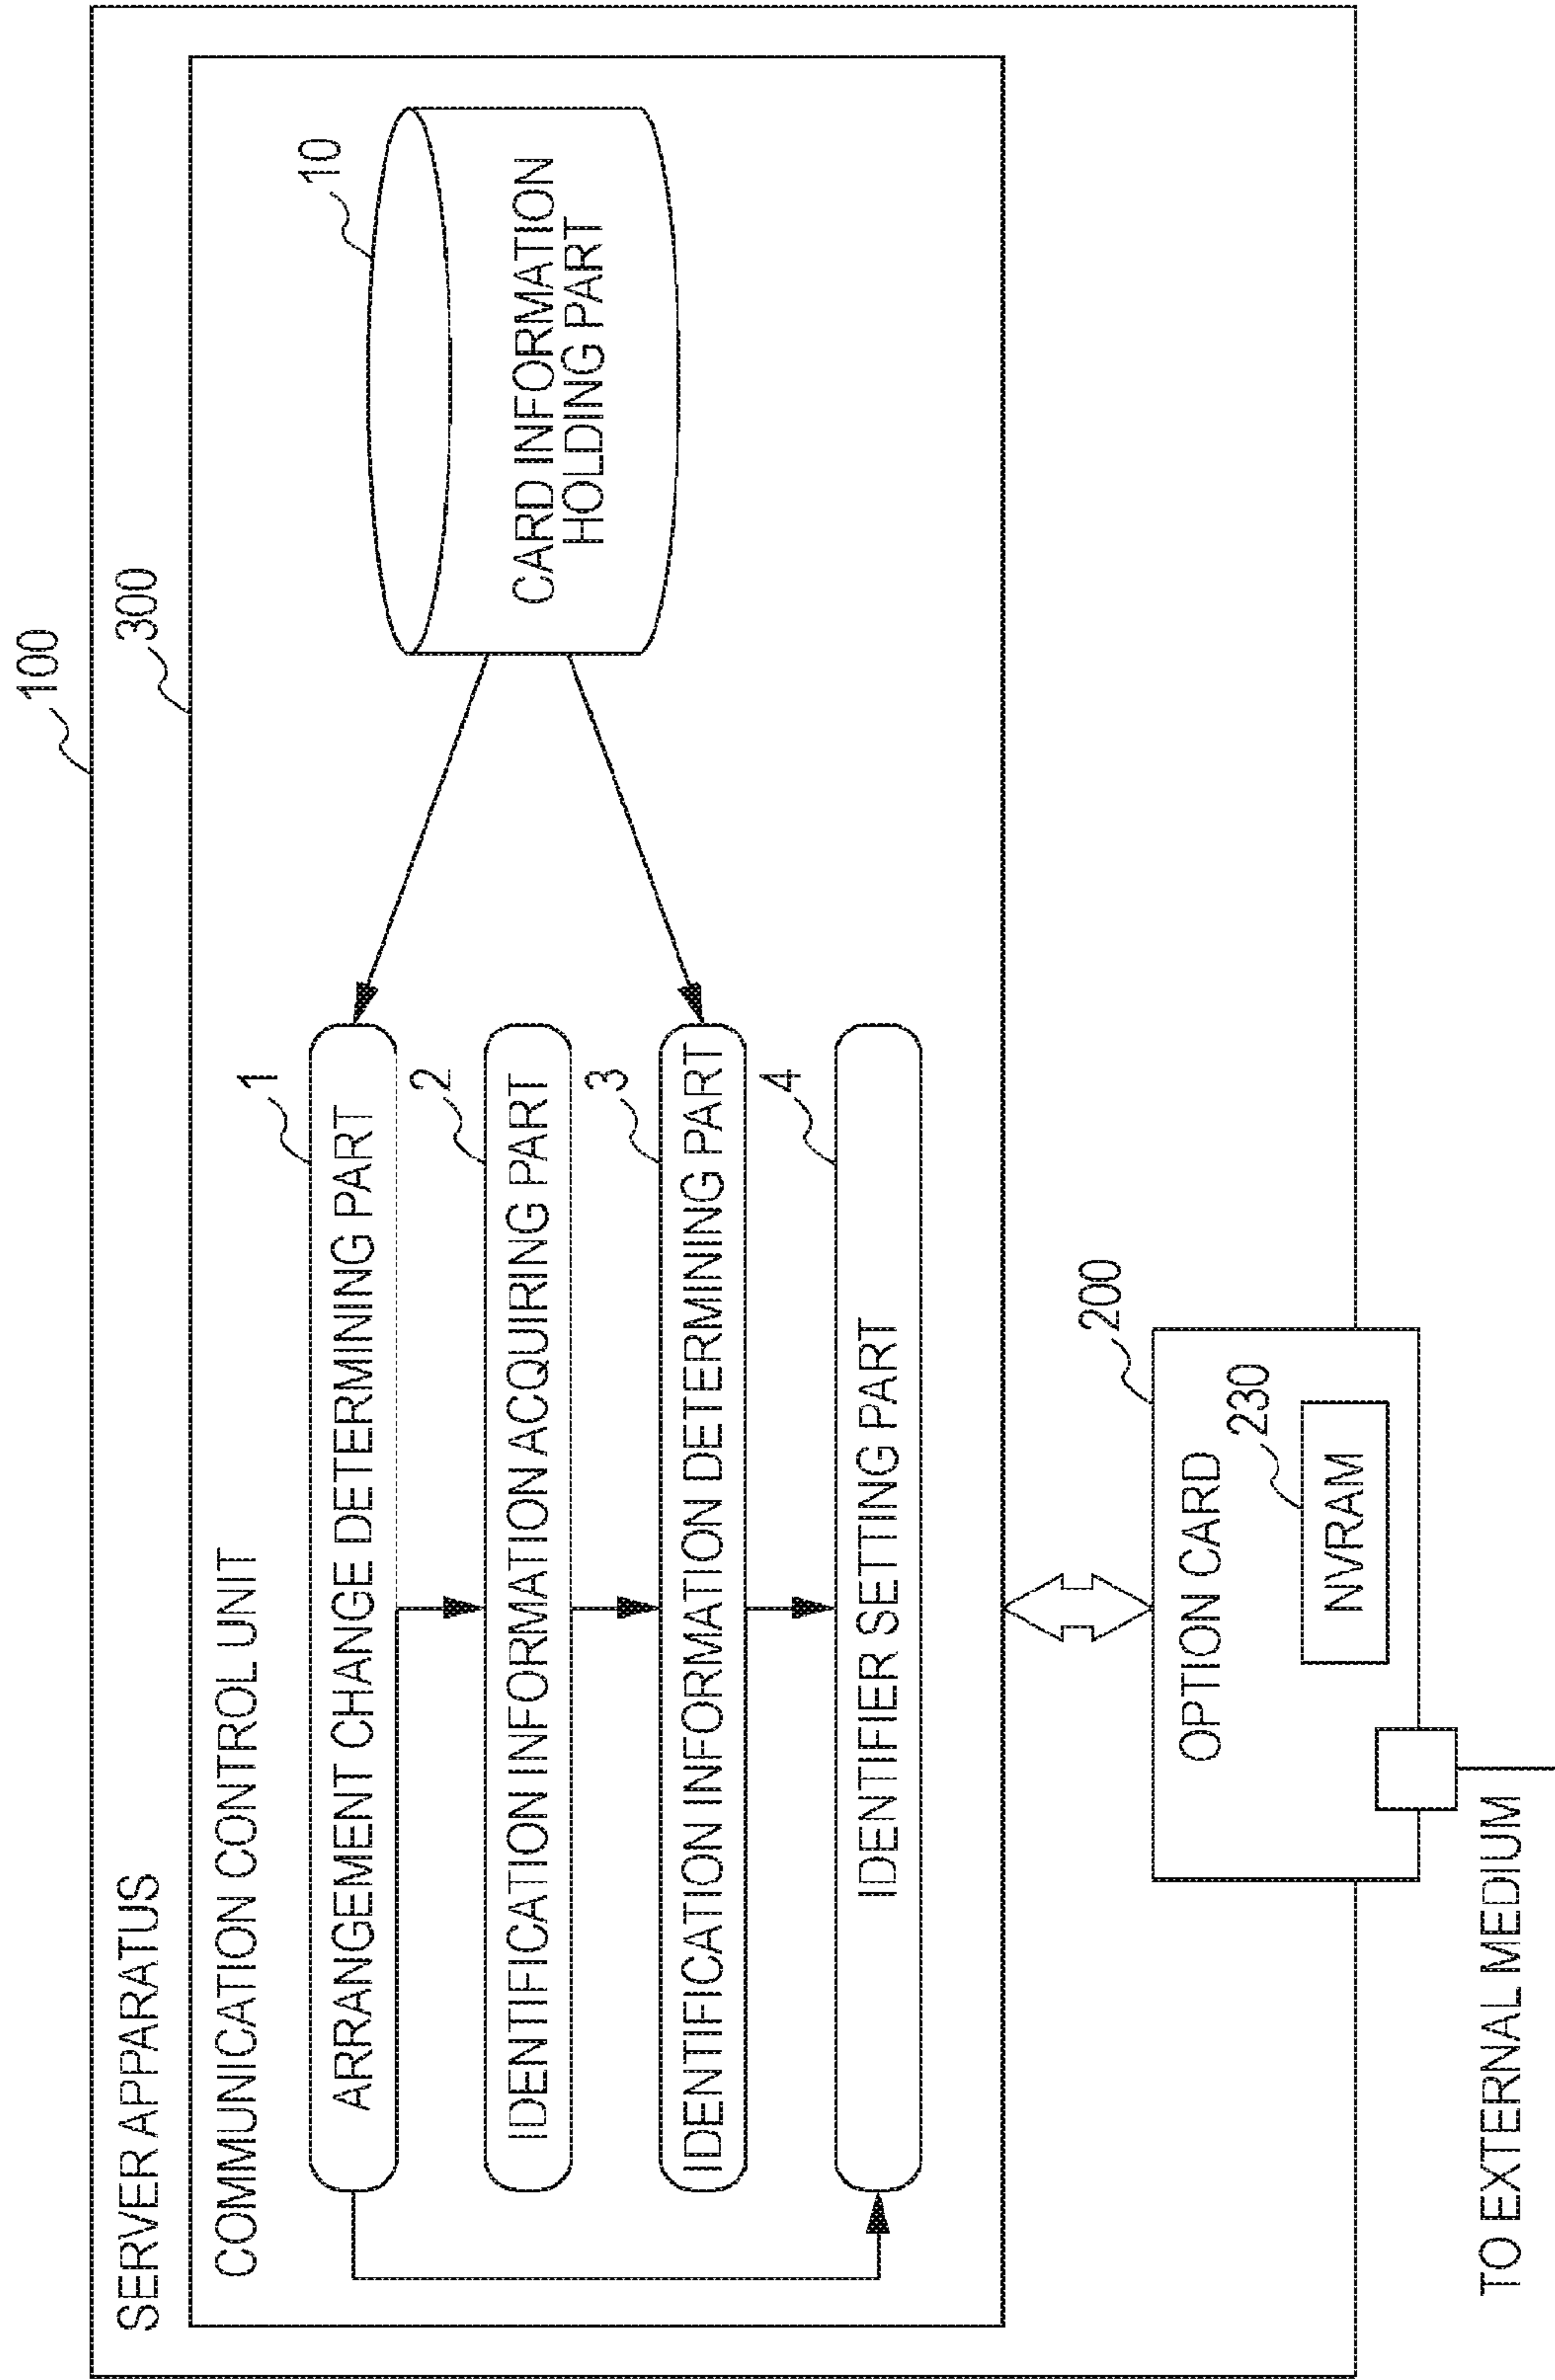 100
SERVER APPARATUS
300
COMMUNICATION CONTROL UNIT
1
ARRANGEMENT CHANGE DETERMINING PART
10
CARD INFORMATION
HOLDING PART
2
IDENTIFICATION INFORMATION ACQUIRING PART
3
IDENTIFICATION INFORMATION DETERMINING PART
4
IDENTIFIER SETTING PART
200
OPTION CARD
230
NVRAM
TO EXTERNAL MEDIUM